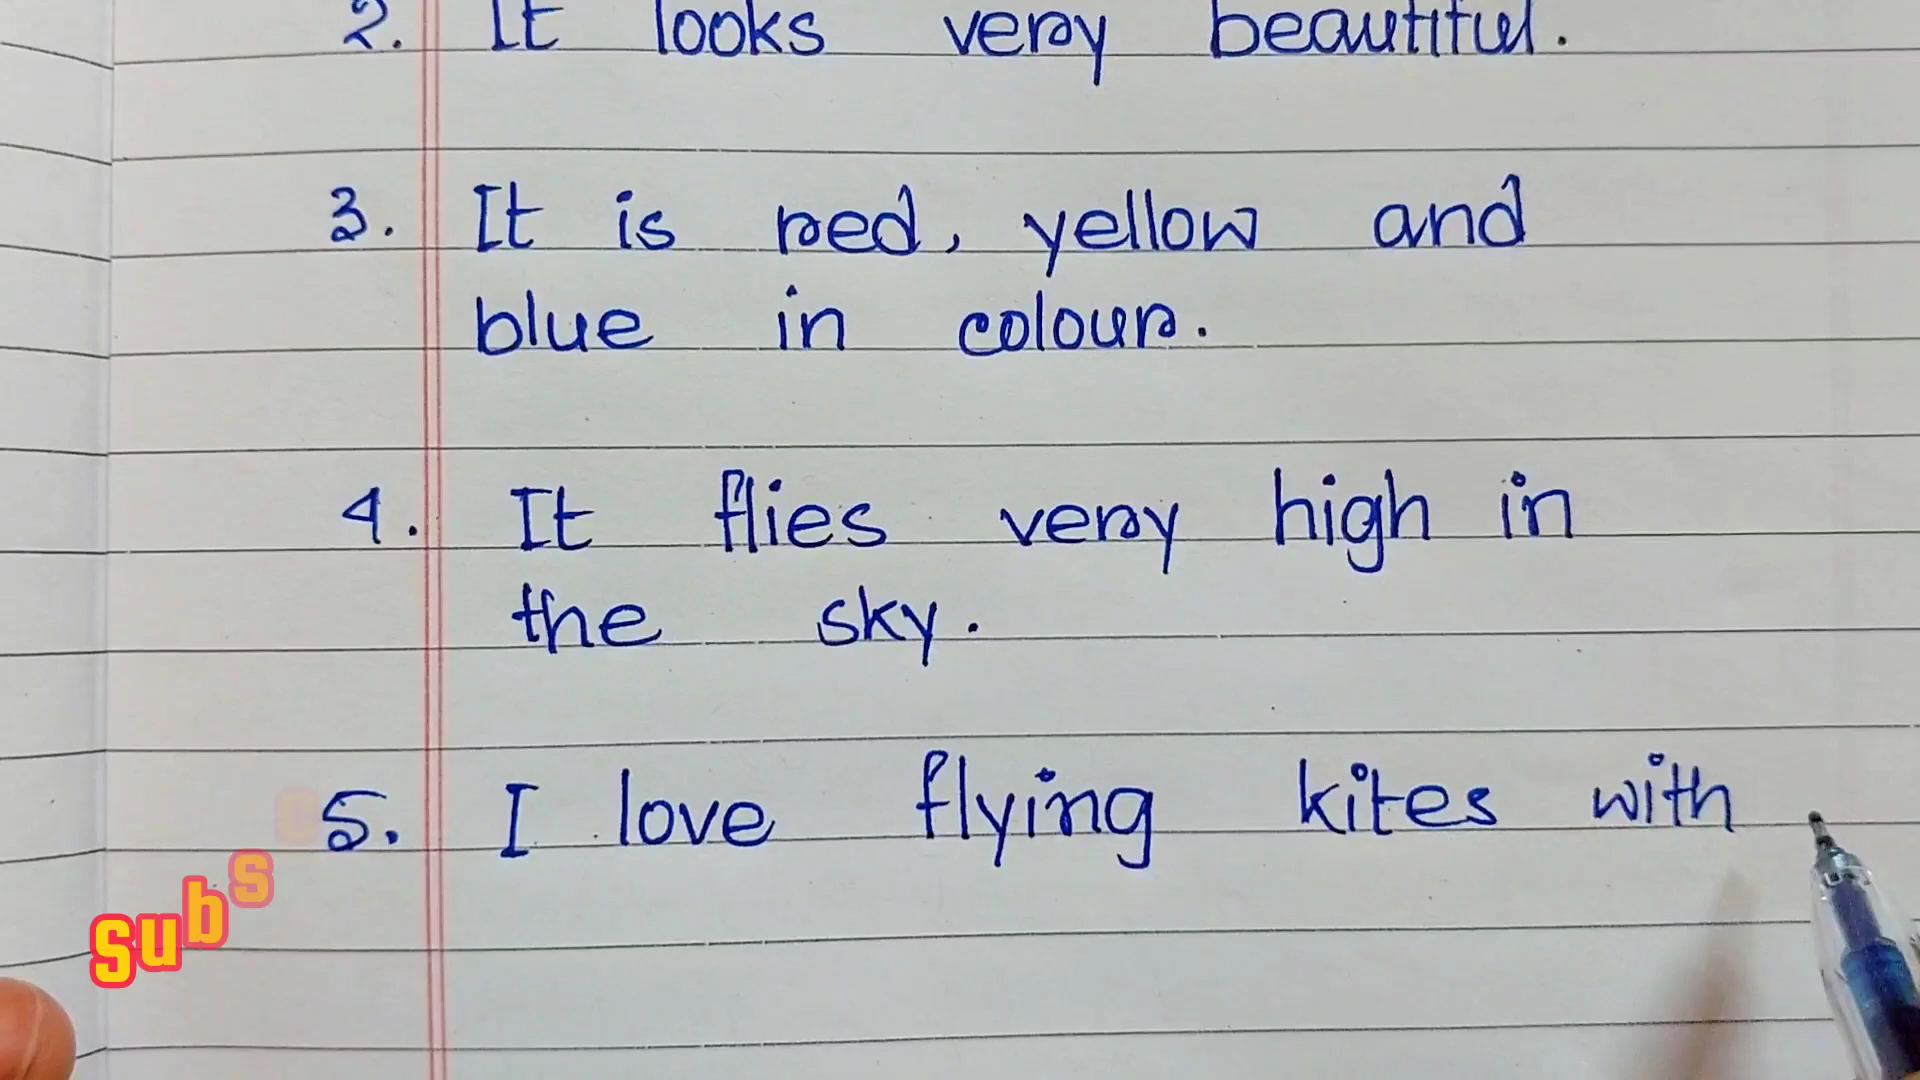 2. It looks very beautiful.
3. It is red, yellow and
blue in colour.
4. It flies very high in
the sky.
5. I love flying kites with
subs